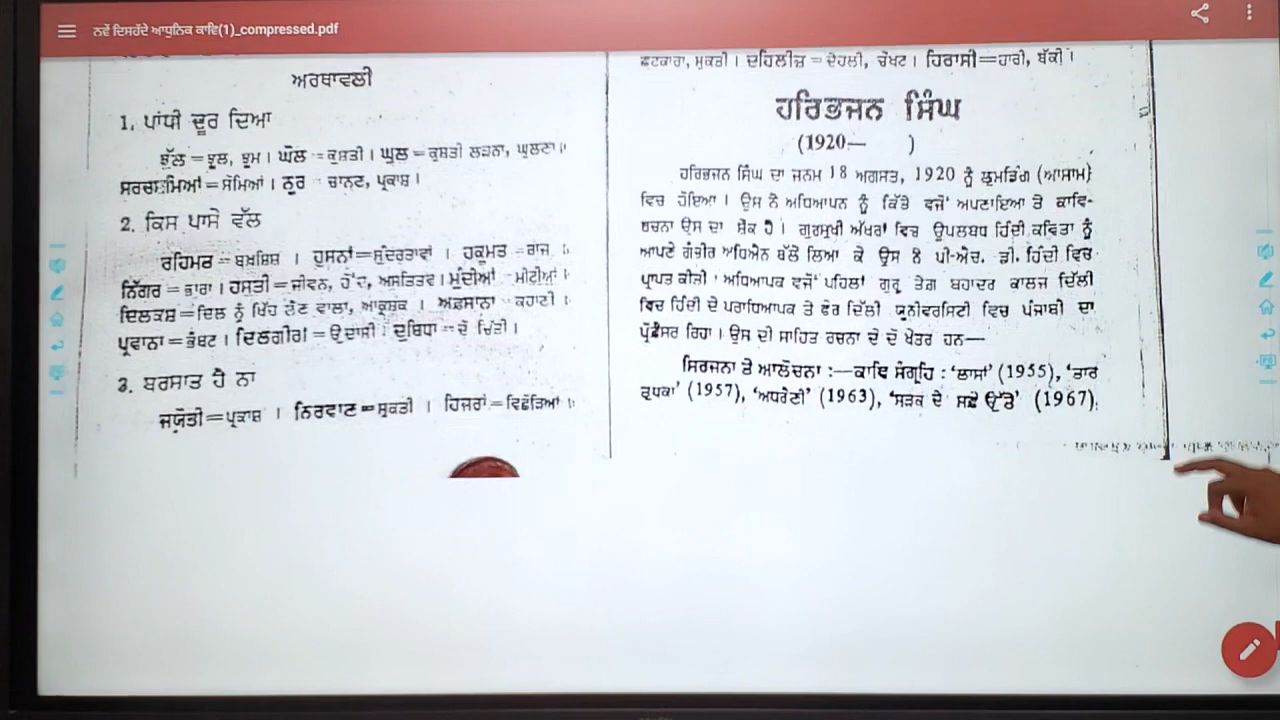 ਨਵੇਂ ਦਿਸਹੱਦੇ ਆਧੁਨਿਕ ਕਾਵਿ(1)_compressed.pdf
ਅਰਥਾਵਲੀ
1. ਪਾਂਧੀ ਦੂਰ ਦਿਆ
ਝੁੱਲ = ਝੂਲ, ਝੂਮ। ਘੋਲ = ਕੁਸ਼ਤੀ। ਘੁਲ = ਕੁਸ਼ਤੀ ਲੜਨਾ, ਘੁਲਣਾ।
= ਸੋਮਿਆਂ। ਨੂਰ = ਚਾਨਣ, ਪ੍ਰਕਾਸ਼।
2. ਕਿਸ ਪਾਸੇ ਵੱਲ
ਰਹਿਮਤ = ਬਖ਼ਸ਼ਿਸ਼ । ਹੁਸਨਾਂ = ਸੁੰਦਰਤਾਵਾਂ । ਹਕੂਮਤ = ਰਾਜ ।
ਨਿੱਗਰ = ਭਾਰਾ। ਹਸਤੀ = ਜੀਵਨ, ਹੋਂਦ, ਅਸਤਿਤਵ। ਮੁੰਦੀਆਂ = ਮੀਟੀਆਂ।
ਦਿਲਕਸ਼ = ਦਿਲ ਨੂੰ ਖਿੱਚ ਲੈਣ ਵਾਲਾ, ਆਕ੍ਰਸ਼ਕ । ਅਫ਼ਸਾਨਾ = ਕਹਾਣੀ ।
ਪ੍ਰਵਾਨਾ = ਭੰਬਟ। ਦਿਲਗੀਰੀ = ਉਦਾਸੀ। ਦੁਬਿਧਾ = ਦੋ ਚਿੱਤੀ।
3. ਬਰਸਾਤ ਹੈ ਨਾ
ਜਯੋਤੀ = ਪ੍ਰਕਾਸ਼ । ਨਿਰਵਾਣ = ਮੁਕਤੀ । ਹਿਜਰਾਂ = ਵਿਛੋੜਿਆਂ ।
ਛੁਟਕਾਰਾ, ਮੁਕਤੀ। ਦਹਿਲੀਜ਼ = ਦੇਹਲੀ, ਚੌਖਟ। ਹਿਰਾਸੀ = ਹਾਰੀ, ਥੱਕੀ।
ਹਰਿਭਜਨ ਸਿੰਘ
(1920— )
ਹਰਿਭਜਨ ਸਿੰਘ ਦਾ ਜਨਮ 18 ਅਗਸਤ, 1920 ਨੂੰ ਲੁਮਡਿੰਗ (ਆਸਾਮ)
ਵਿਚ ਹੋਇਆ। ਉਸ ਨੇ ਅਧਿਆਪਨ ਨੂੰ ਕਿੱਤੇ ਵਜੋਂ ਅਪਣਾਇਆ ਤੇ ਕਾਵਿ-
ਰਚਨਾ ਉਸ ਦਾ ਸ਼ੌਕ ਹੈ। ਗੁਰਮੁਖੀ ਅੱਖਰਾਂ ਵਿਚ ਉਪਲਬਧ ਹਿੰਦੀ ਕਵਿਤਾ ਨੂੰ
ਆਪਣੇ ਗੰਭੀਰ ਅਧਿਐਨ ਥੱਲੇ ਲਿਆ ਕੇ ਉਸ ਨੇ ਪੀ-ਐਚ. ਡੀ. ਹਿੰਦੀ ਵਿਚ
ਪ੍ਰਾਪਤ ਕੀਤੀ। ਅਧਿਆਪਕ ਵਜੋਂ ਪਹਿਲਾਂ ਗੁਰੂ ਤੇਗ ਬਹਾਦਰ ਕਾਲਜ ਦਿੱਲੀ
ਵਿਚ ਹਿੰਦੀ ਦੇ ਪਰਾਧਿਆਪਕ ਤੇ ਫੇਰ ਦਿੱਲੀ ਯੂਨੀਵਰਸਿਟੀ ਵਿਚ ਪੰਜਾਬੀ ਦਾ
ਪ੍ਰੋਫ਼ੈਸਰ ਰਿਹਾ। ਉਸ ਦੀ ਸਾਹਿਤ ਰਚਨਾ ਦੇ ਦੋ ਖੇਤਰ ਹਨ—
ਸਿਰਜਨਾ ਤੇ ਆਲੋਚਨਾ :—ਕਾਵਿ ਸੰਗ੍ਰਹਿ : 'ਲਾਸਾਂ' (1955), 'ਤਾਰ
ਤੁਪਕਾ' (1957), 'ਅਧਰੈਣੀ' (1963), 'ਸੜਕ ਦੇ ਸਫ਼ੇ ਉੱਤੇ' (1967),